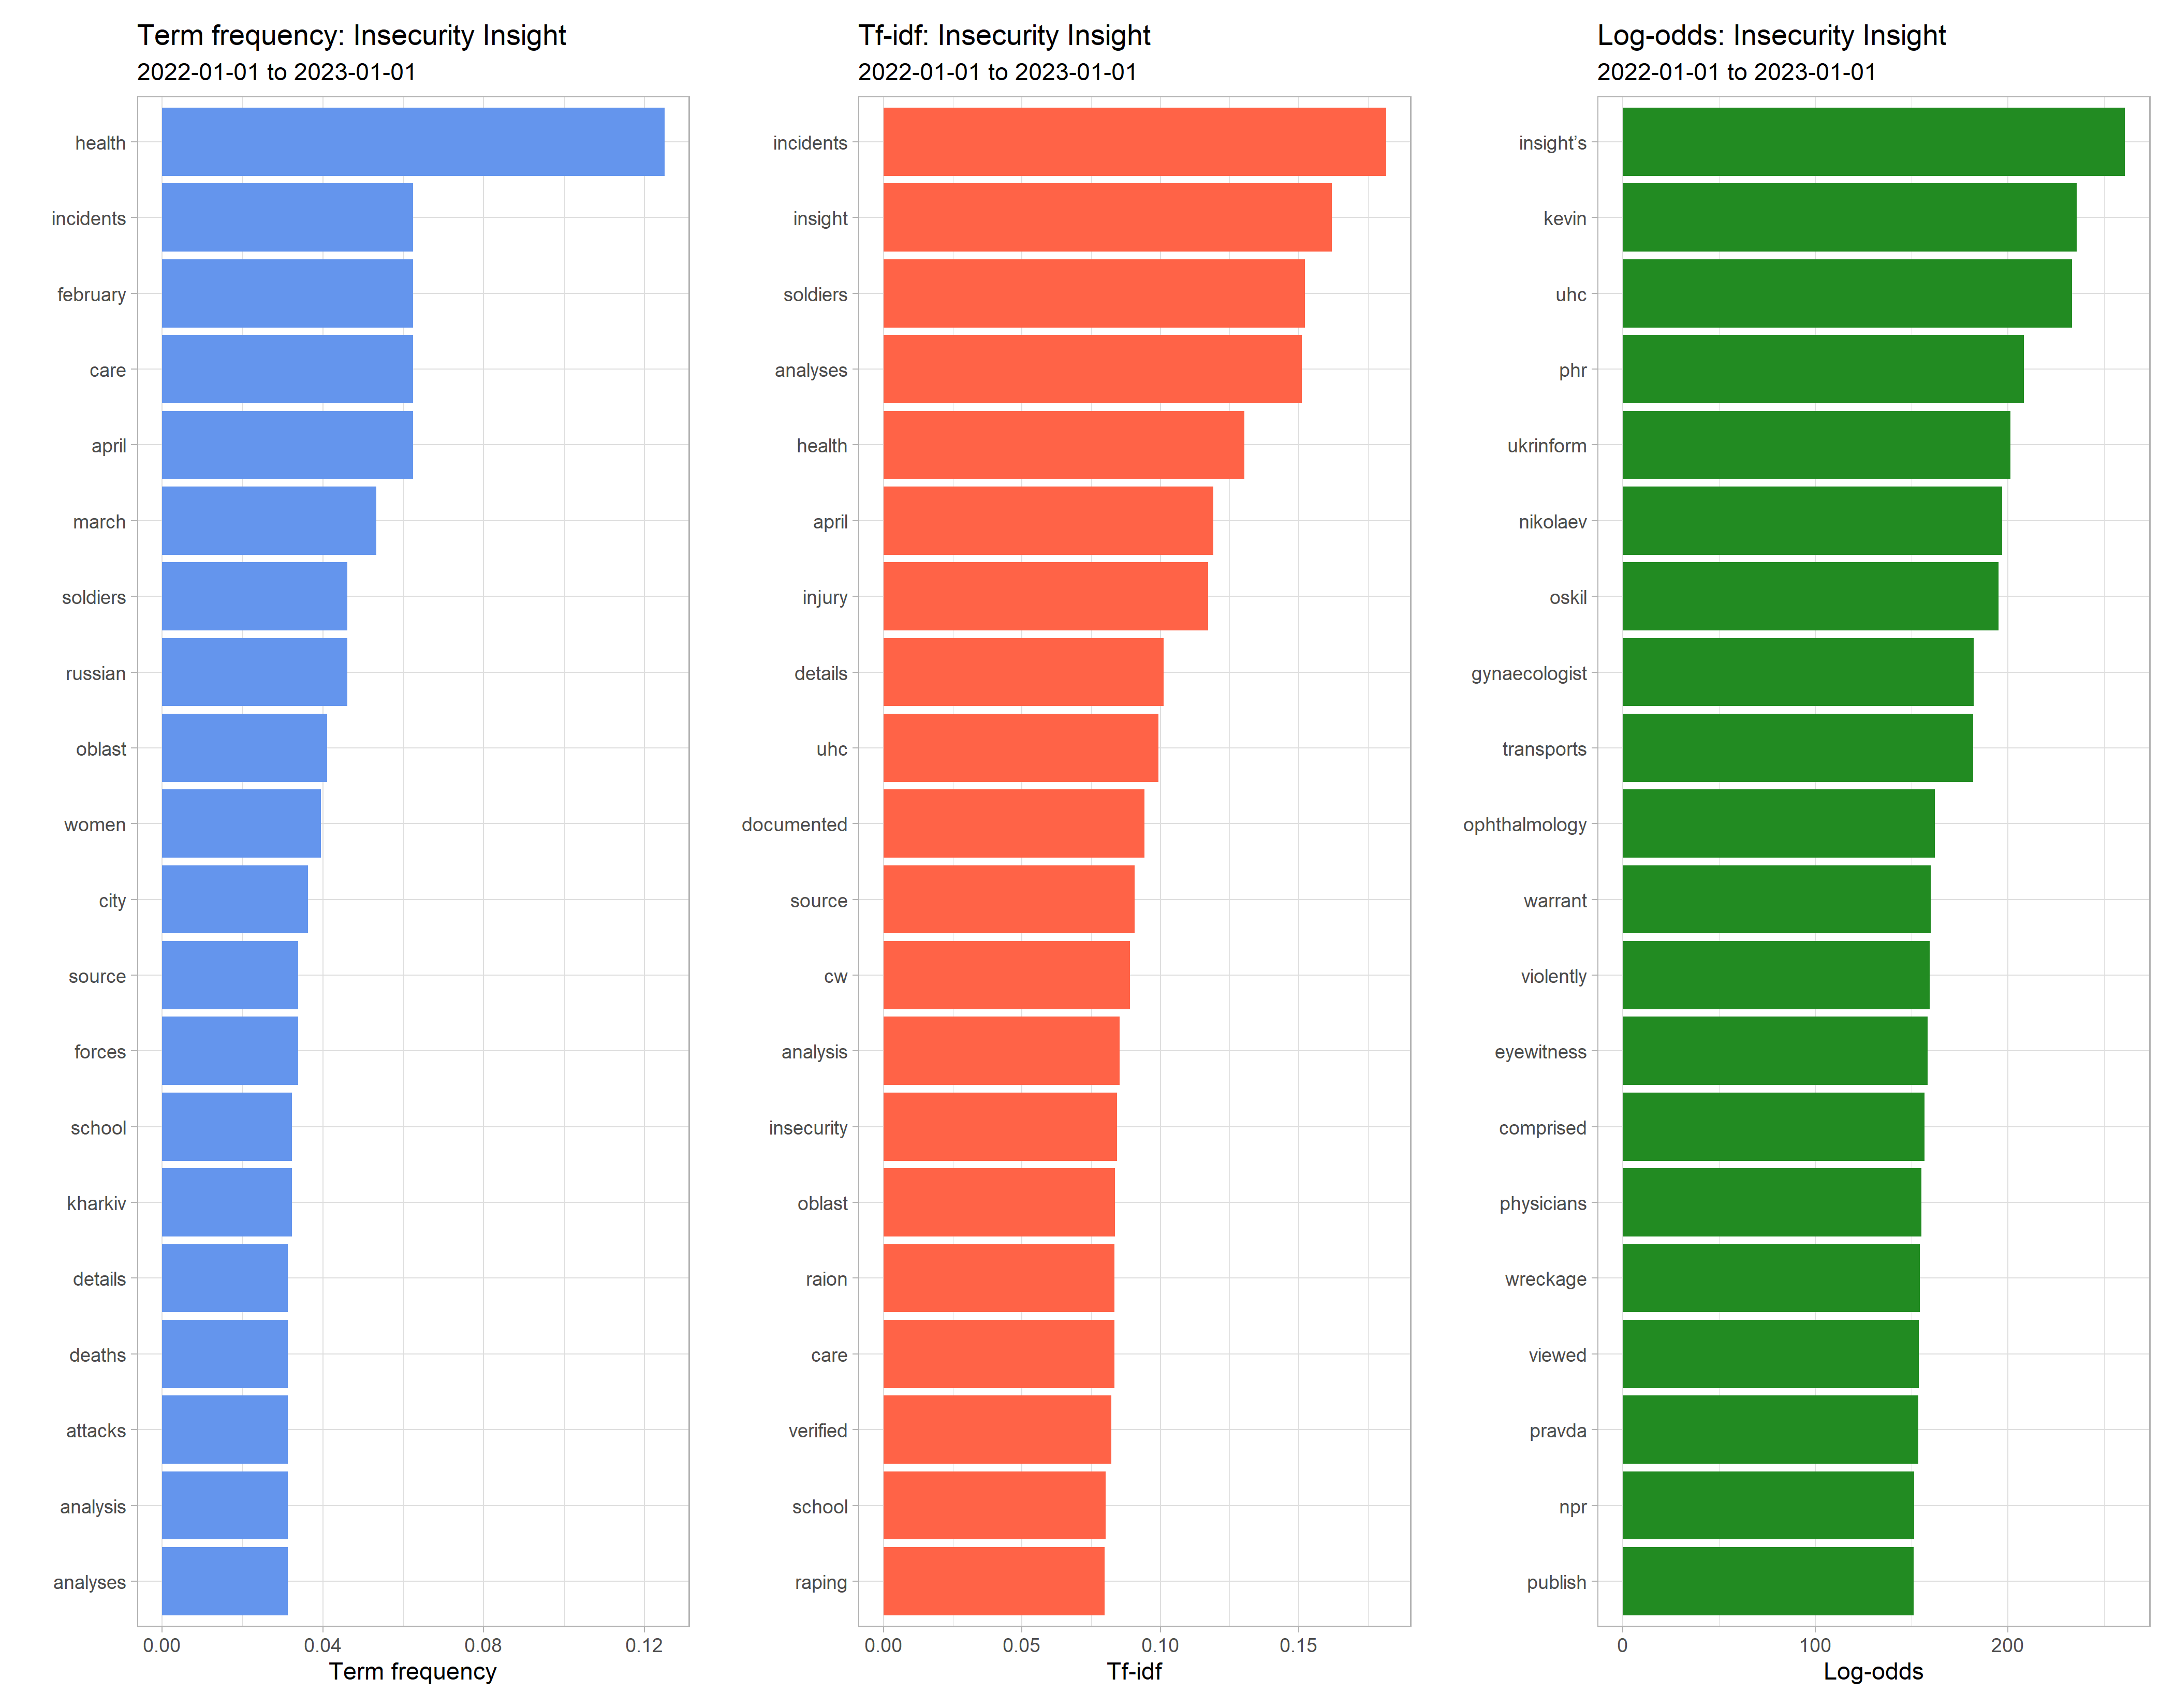 Term frequency: Insecurity Insight
2022-01-01 to 2023-01-01
health
incidents
february
care
april
march
soldiers
russian
oblast
women
city
source
forces
school
kharkiv
details
deaths
attacks
analysis
analyses
0.00 0.04 0.08 0.12
Term frequency
Tf-idf: Insecurity Insight
2022-01-01 to 2023-01-01
incidents
insight
soldiers
analyses
health
april
injury
details
uhc
documented
source
cw
analysis
insecurity
oblast
raion
care
verified
school
raping
0.00 0.05 0.10 0.15
Tf-idf
Log-odds: Insecurity Insight
2022-01-01 to 2023-01-01
insight’s
kevin
uhc
phr
ukrinform
nikolaev
oskil
gynaecologist
transports
ophthalmology
warrant
violently
eyewitness
comprised
physicians
wreckage
viewed
pravda
npr
publish
0 100 200
Log-odds